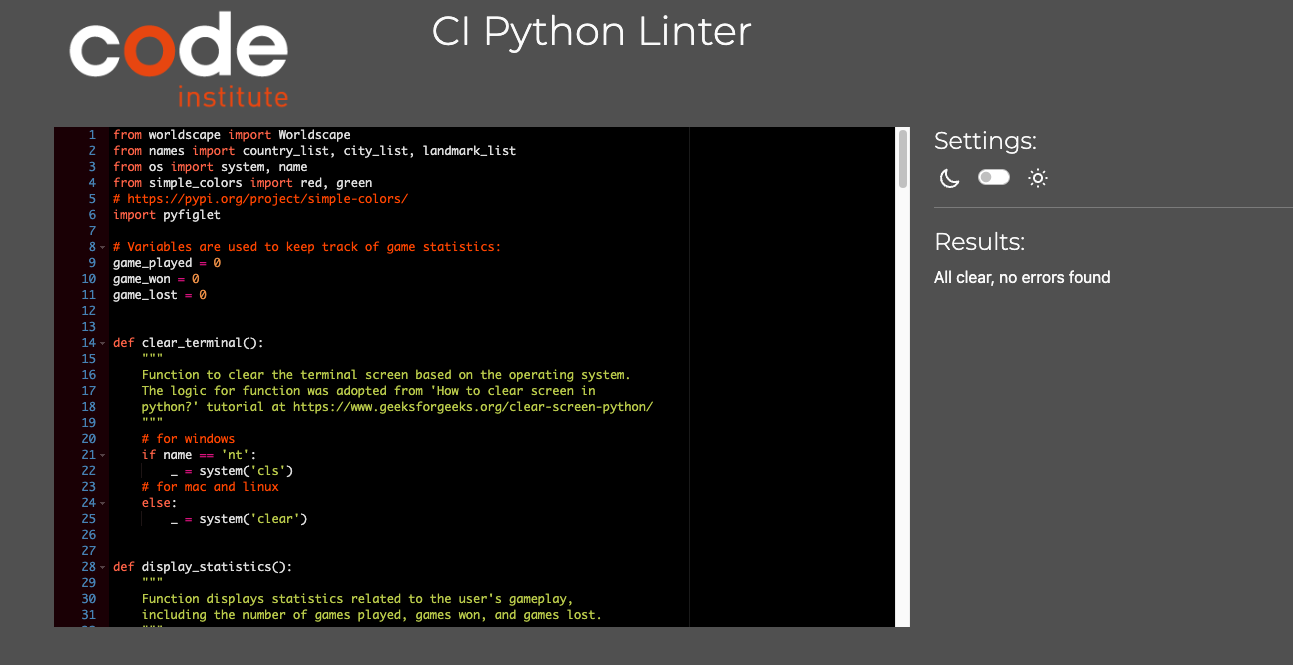 code
institute
CI Python Linter
1 from worldscape import Worldscape
2 from names import country_list, city_list, landmark_list
3 from os import system, name
4 from simple_colors import red, green
5 # https://pypi.org/project/simple-colors/
6 import pyfiglet
7
8 # Variables are used to keep track of game statistics:
9 game_played = 0
10 game_won = 0
11 game_lost = 0
12
13
14 def clear_terminal():
15 """
16 Function to clear the terminal screen based on the operating system.
17 The logic for function was adopted from 'How to clear screen in
18 python?' tutorial at https://www.geeksforgeeks.org/clear-screen-python/
19 """
20 # for windows
21 if name == 'nt':
22 _ = system('cls')
23 # for mac and linux
24 else:
25 _ = system('clear')
26
27
28 def display_statistics():
29 """
30 Function displays statistics related to the user's gameplay,
31 including the number of games played, games won, and games lost.
Settings:
Results:
All clear, no errors found